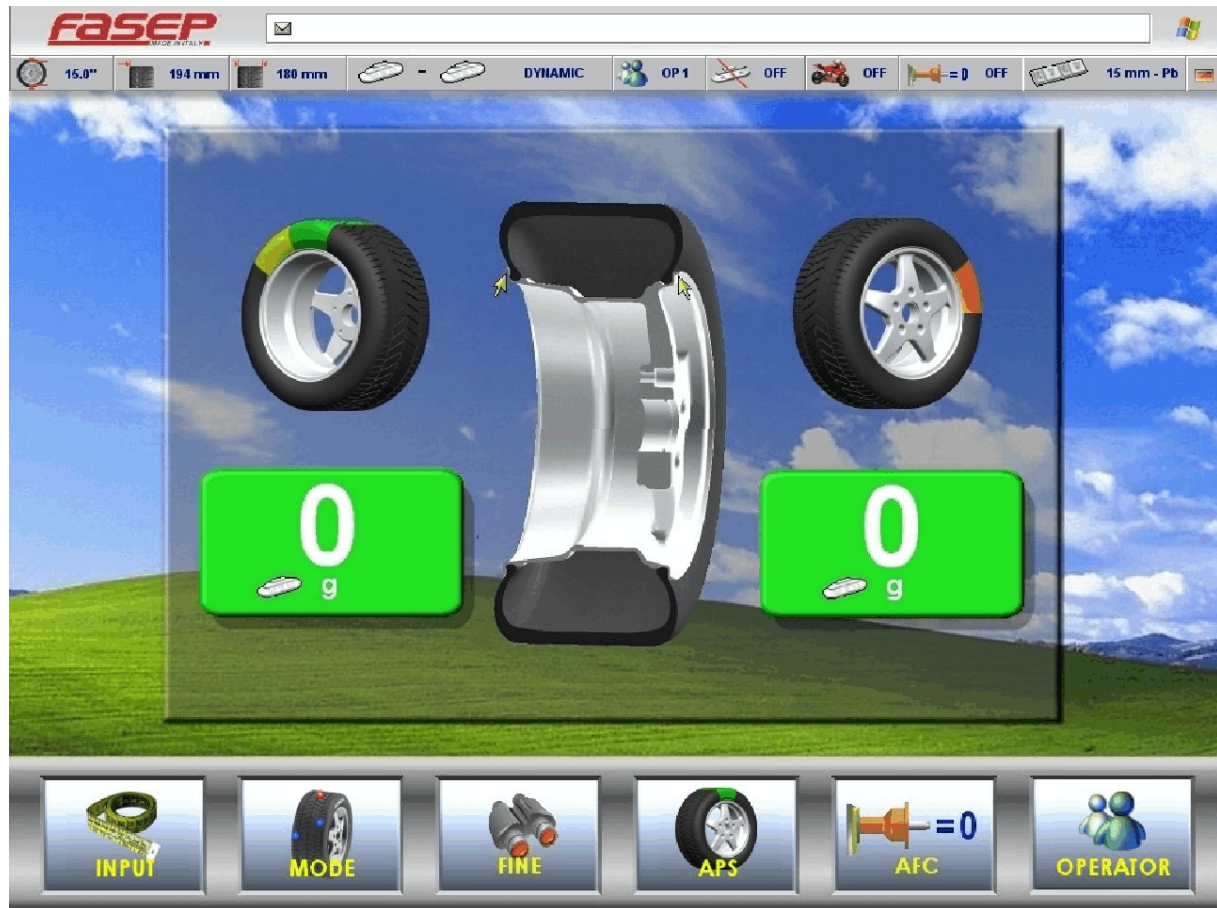 FASEP
MADE IN ITALY
15.0" 194 mm 180 mm - DYNAMIC OP 1 OFF OFF =0 OFF 15 mm - Pb
0 0
g g
INPUT MODE FINE APS =0 AFC OPERATOR